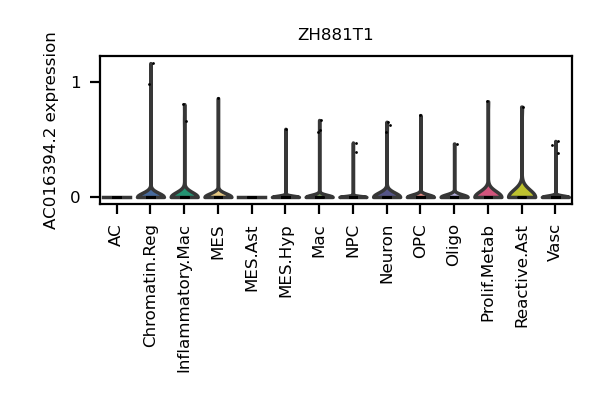 ZH881T1
AC016394.2 expression
1
0
AC
Chromatin.Reg
Inflammatory.Mac
MES
MES.Ast
MES.Hyp
Mac
NPC
Neuron
OPC
Oligo
Prolif.Metab
Reactive.Ast
Vasc